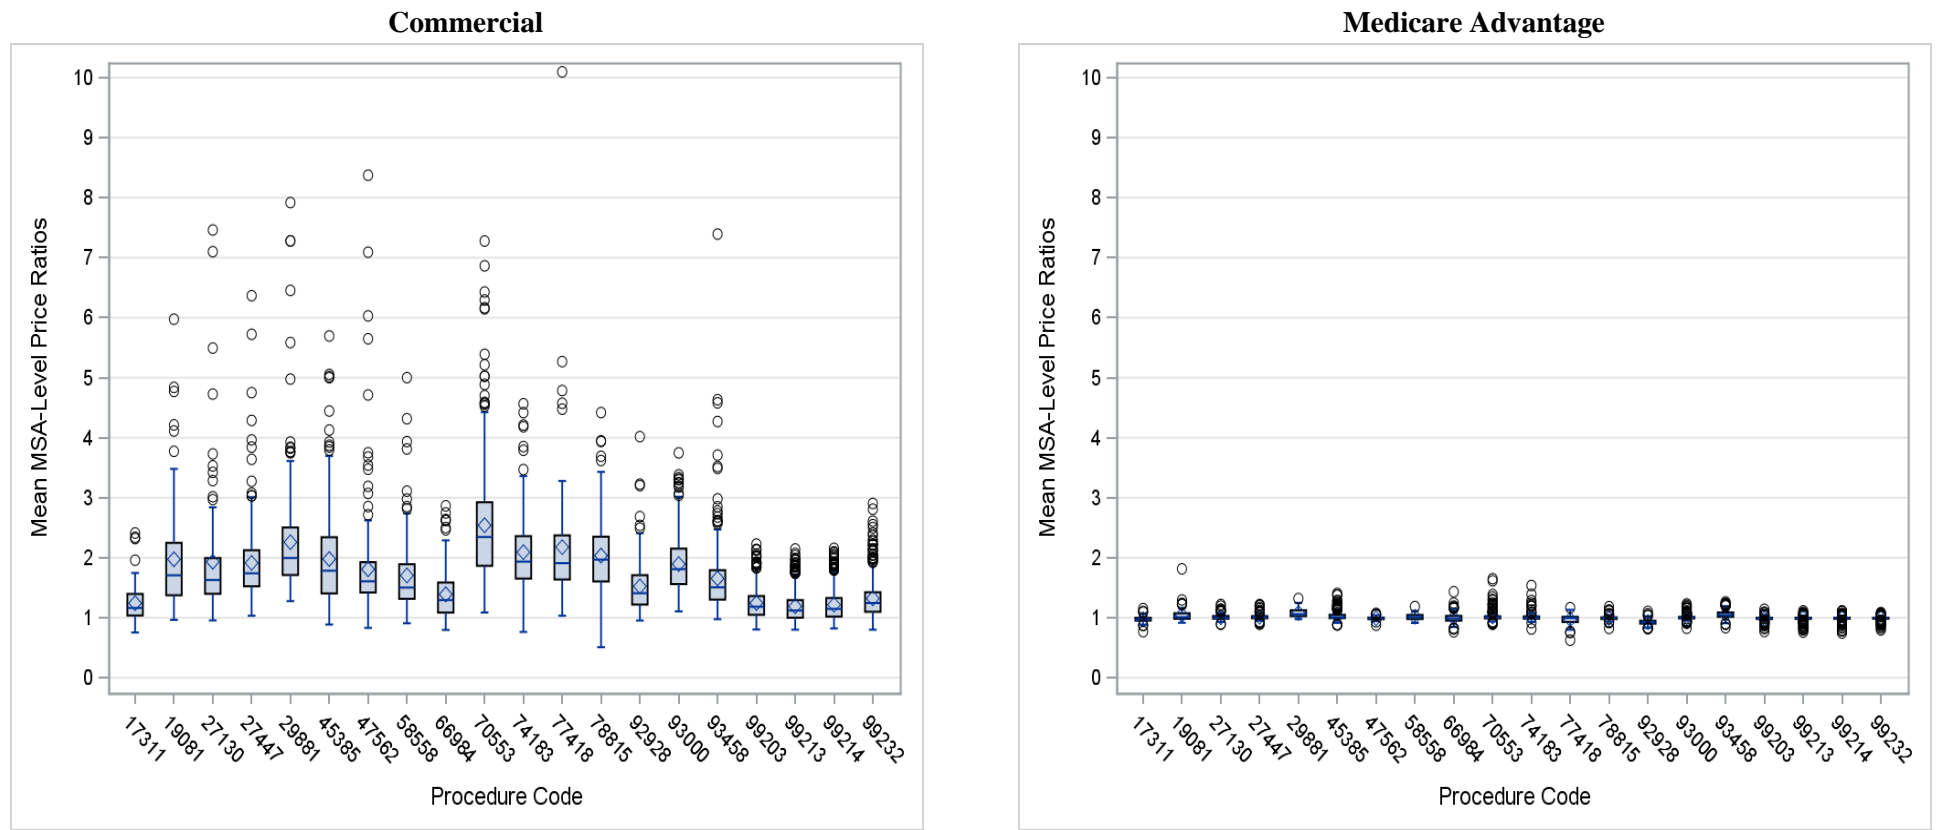 Commercial
Mean MSA-Level Price Ratios
10
9
8
7
6
5
4
3
2
1
0
17311 19081 27130 27447 29881 45385 47562 58558 66984 70553 74183 77418 78815 92928 93000 93458 99203 99213 99214 99232
Procedure Code
Medicare Advantage
Mean MSA-Level Price Ratios
10
9
8
7
6
5
4
3
2
1
0
17311 19081 27130 27447 29881 45385 47562 58558 66984 70553 74183 77418 78815 92928 93000 93458 99203 99213 99214 99232
Procedure Code